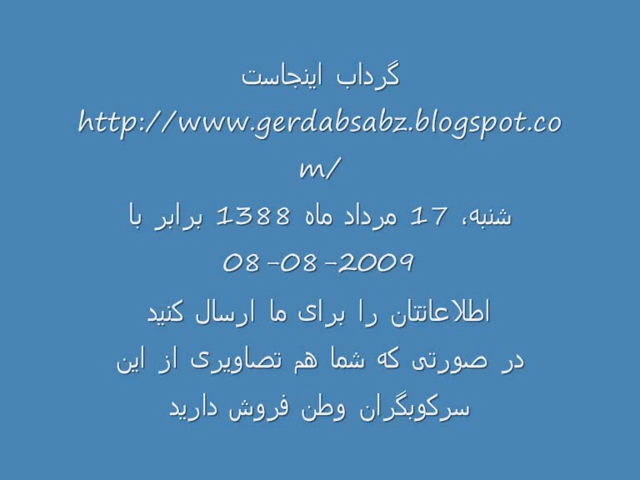 گرداب اینجاست
http://www.gerdabsabz.blogspot.co
m/
شنبه، 17 مرداد ماه 1388 برابر با
08-08-2009
اطلاعاتتان را برای ما ارسال کنید
در صورتی که شما هم تصاویری از این
سرکوبگران وطن فروش دارید